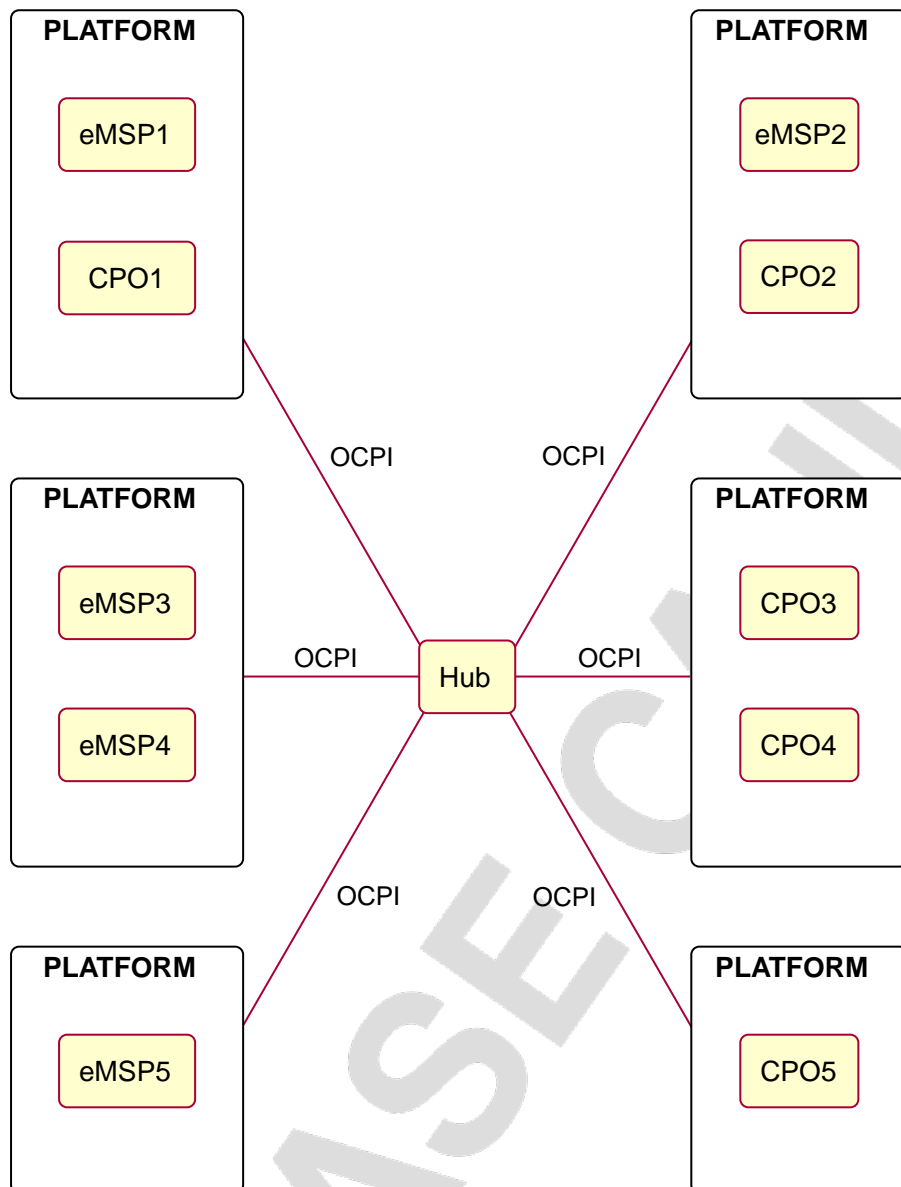 PLATFORM
eMSP1
CPO1
PLATFORM
eMSP2
CPO2
OCPI
OCPI
PLATFORM
eMSP3
eMSP4
OCPI
Hub
OCPI
PLATFORM
CPO3
CPO4
OCPI
OCPI
PLATFORM
eMSP5
PLATFORM
CPO5